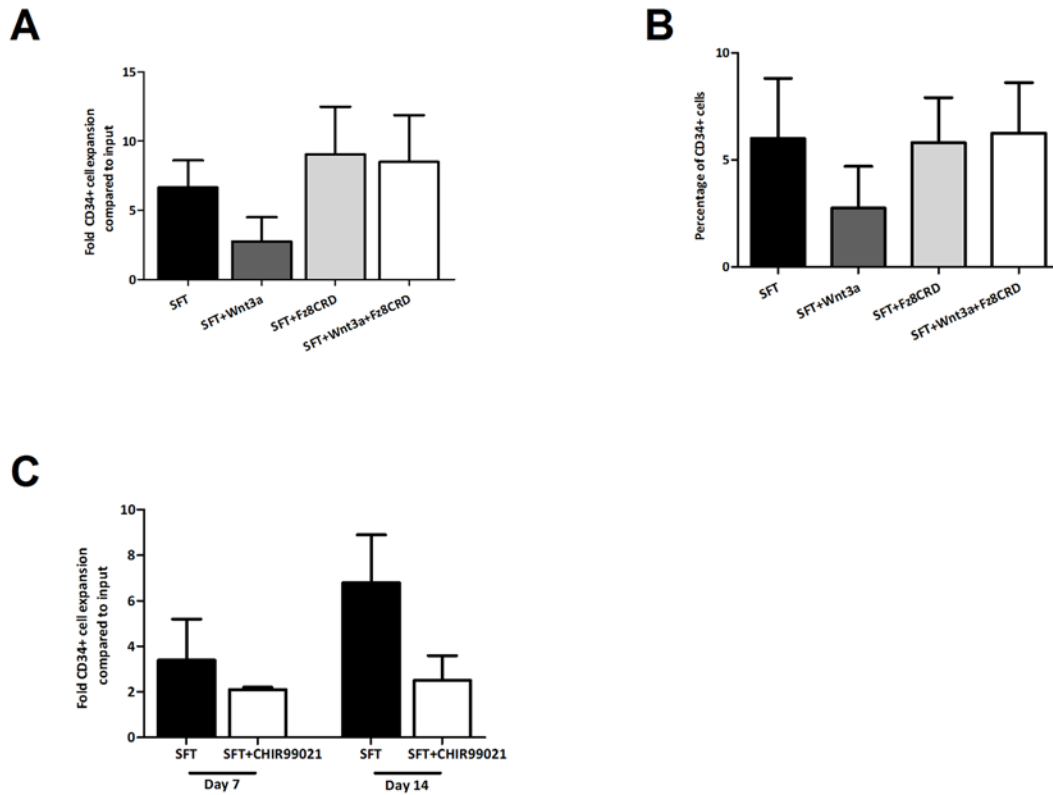 A
Fold CD34+ cell expansion
compared to input
15
10
5
0
SFT
SFT+Wnt3a
SFT+Fz8CRD
SFT+Wnt3a+Fz8CRD
B
Percentage of CD34+ cells
10
5
0
SFT
SFT+Wnt3a
SFT+Fz8CRD
SFT+Wnt3a+Fz8CRD
C
Fold CD34+ cell expansion
compared to input
10
8
6
4
2
0
SFT
SFT+CHIR99021
SFT
SFT+CHIR99021
Day 7
Day 14